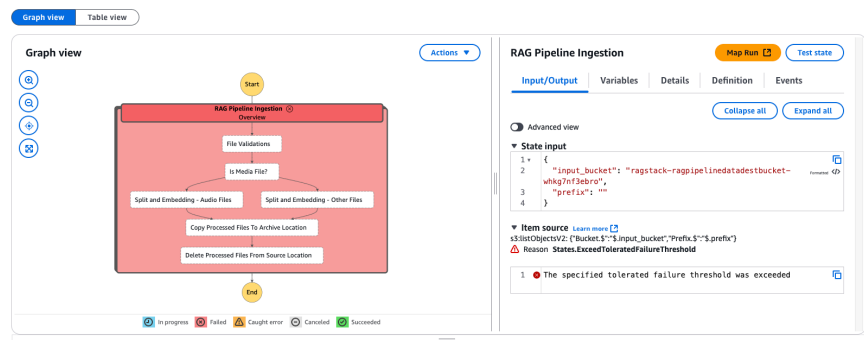 Graph view
Table view
Graph view
Actions
Start
RAG Pipeline Ingestion
Overview
File Validations
Is Media File?
Split and Embedding - Audio Files
Split and Embedding - Other Files
Copy Processed Files To Archive Location
Delete Processed Files From Source Location
End
In progress
Failed
Caught error
Canceled
Succeeded
RAG Pipeline Ingestion
Map Run
Test state
Input/Output
Variables
Details
Definition
Events
Collapse all
Expand all
Advanced view
State input
1 {
2 "input_bucket": "ragstack-ragpipelinedatadestbucket-
whkg7nf3ebro",
3 "prefix": ""
4 }
Formatted </>
Item source Learn more
s3:listObjectsV2: {"Bucket.$":"$.input_bucket","Prefix.$":"$.prefix"}
Reason States.ExceedToleratedFailureThreshold
1 The specified tolerated failure threshold was exceeded